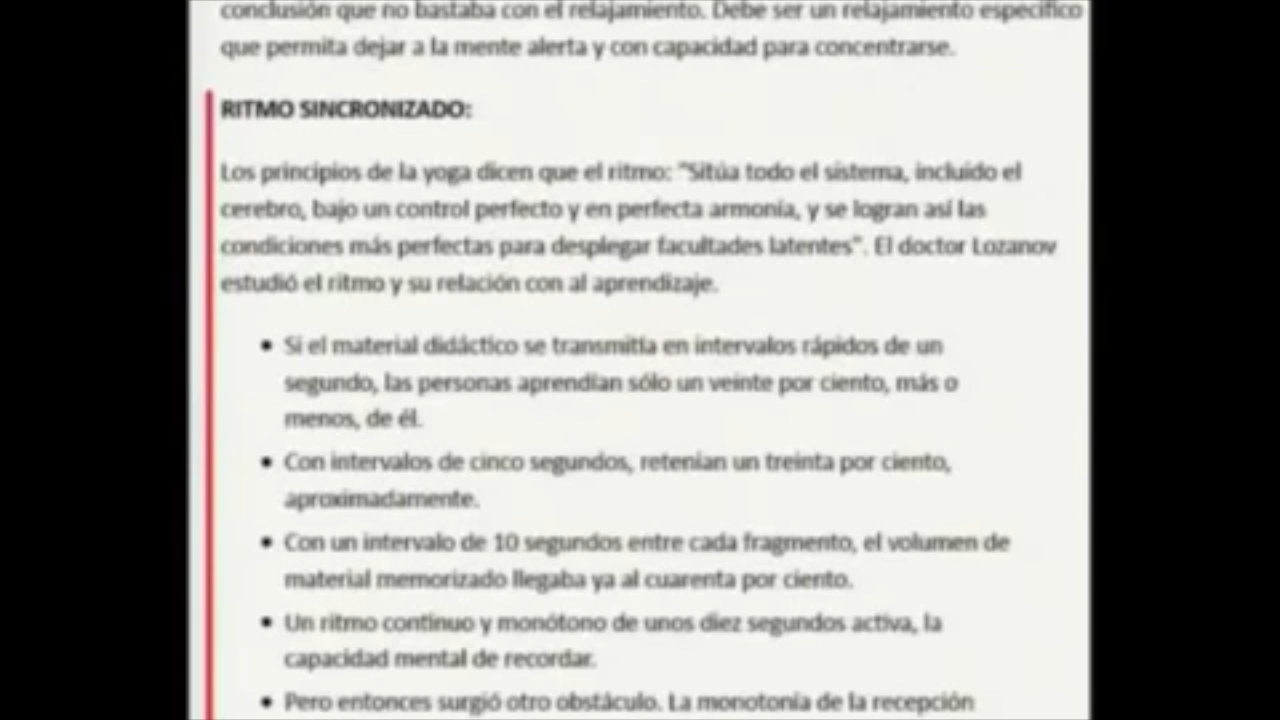 conclusión que no bastaba con el relajamiento. Debe ser un relajamiento específico
que permita dejar a la mente alerta y con capacidad para concentrarse.
RITMO SINCRONIZADO:
Los principios de la yoga dicen que el ritmo: "Sitúa todo el sistema, incluido el
cerebro, bajo un control perfecto y en perfecta armonía, y se logran así las
condiciones más perfectas para desplegar facultades latentes". El doctor Lozanov
estudió el ritmo y su relación con al aprendizaje.
• Si el material didáctico se transmitía en intervalos rápidos de un
segundo, las personas aprendían sólo un veinte por ciento, más o
menos, de él.
• Con intervalos de cinco segundos, retenían un treinta por ciento,
aproximadamente.
• Con un intervalo de 10 segundos entre cada fragmento, el volumen de
material memorizado llegaba ya al cuarenta por ciento.
• Un ritmo continuo y monótono de unos diez segundos activa, la
capacidad mental de recordar.
• Pero entonces surgió otro obstáculo. La monotonía de la recepción